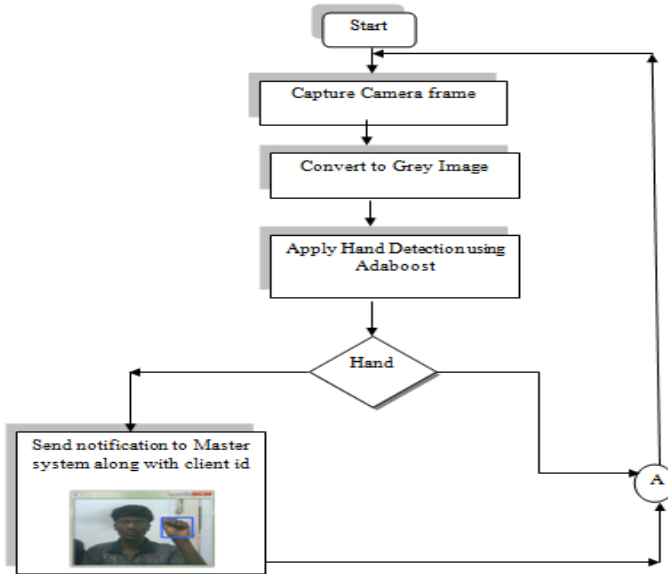 Start
Capture Camera frame
Convert to Grey Image
Apply Hand Detection using
Adaboost
Hand
Send notification to Master
system along with client id
A